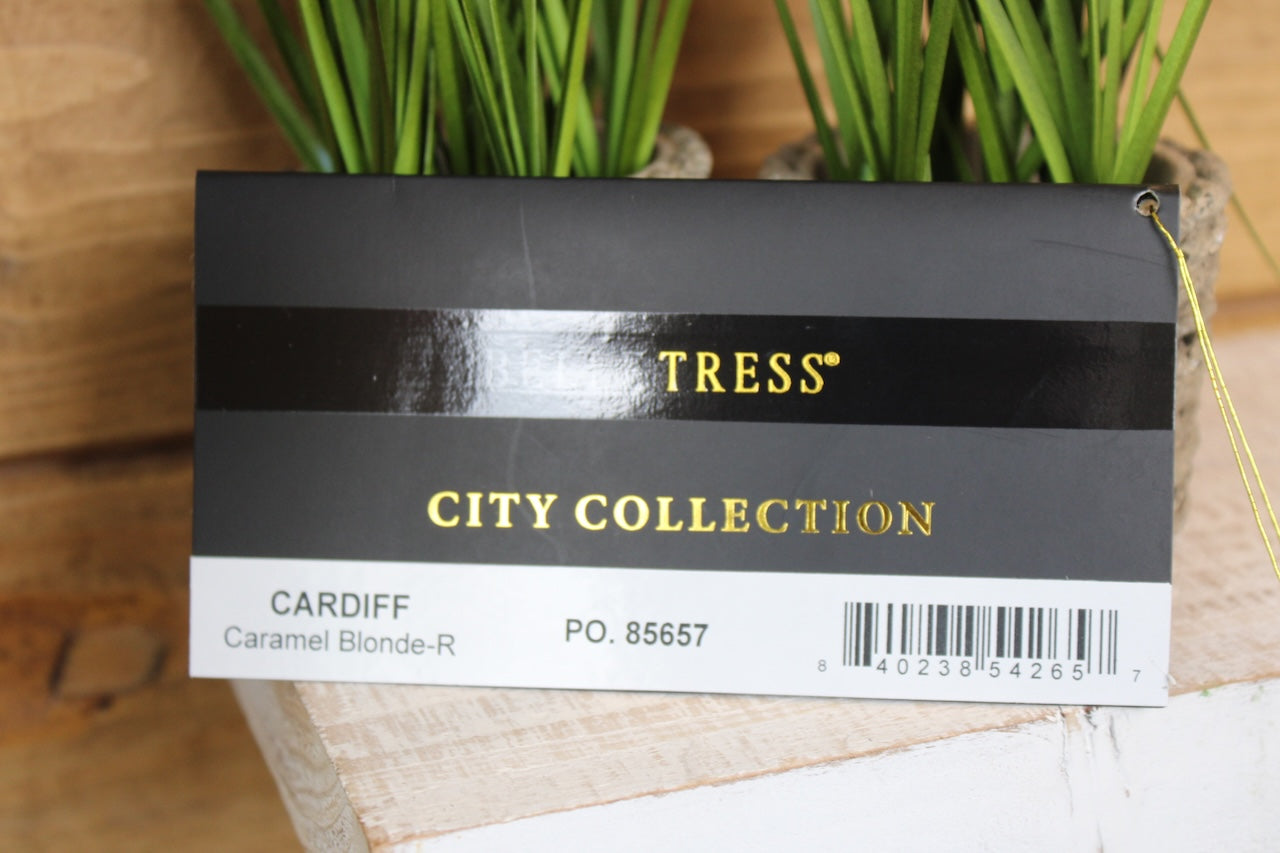 TRESS®
CITY COLLECTION
CARDIFF
Caramel Blonde-R
PO. 85657
8 40238 54265 7